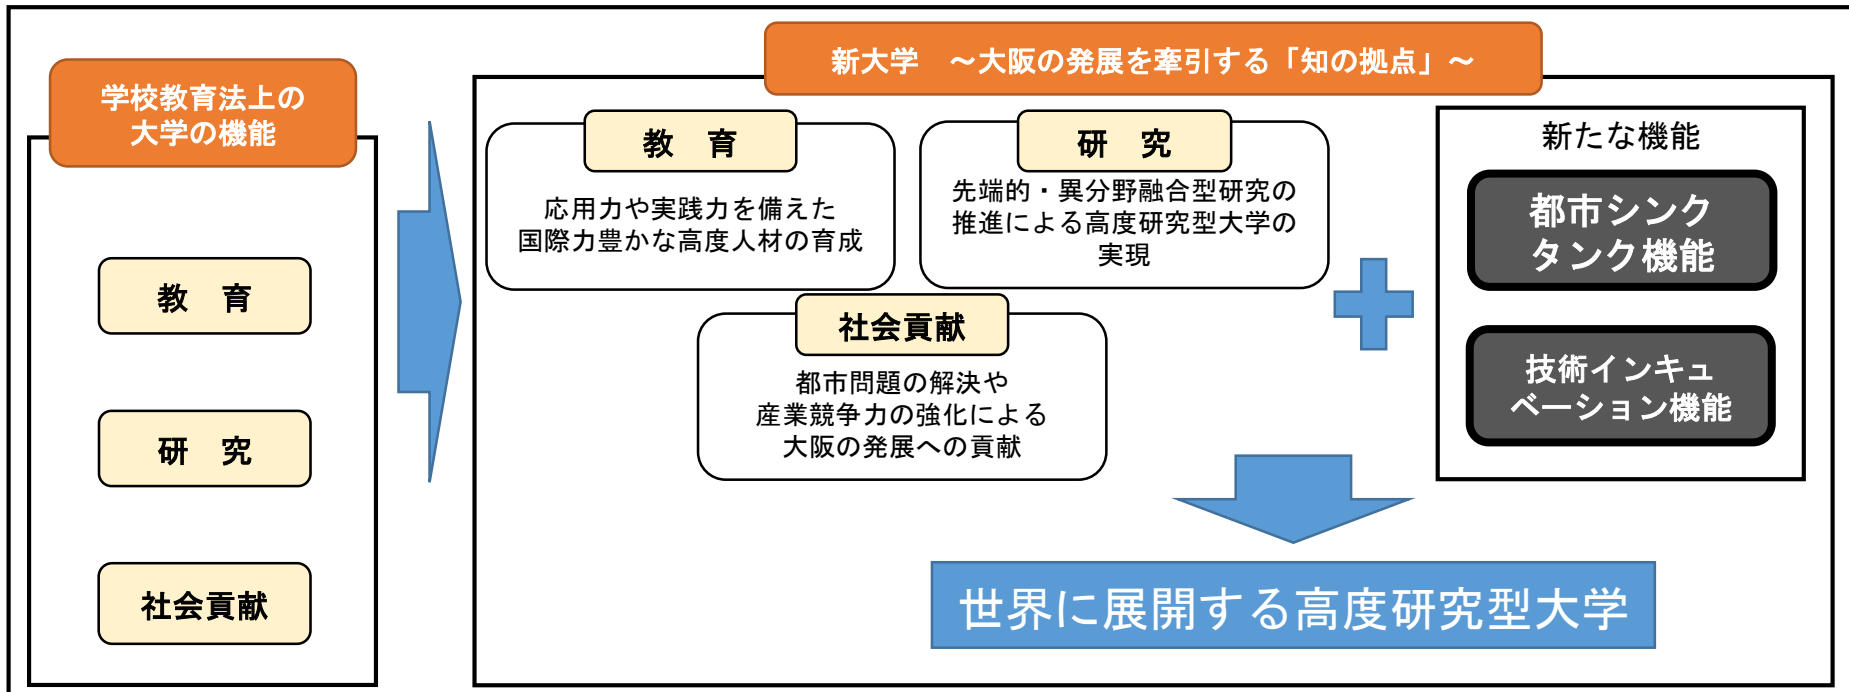 学校教育法上の
大学の機能
教　育
研　究
社会貢献
新大学　～大阪の発展を牽引する「知の拠点」～
教　育
応用力や実践力を備えた
国際力豊かな高度人材の育成
研　究
先端的・異分野融合型研究の
推進による高度研究型大学の
実現
社会貢献
都市問題の解決や
産業競争力の強化による
大阪の発展への貢献
新たな機能
都市シンク
タンク機能
技術インキュ
ベーション機能
世界に展開する高度研究型大学